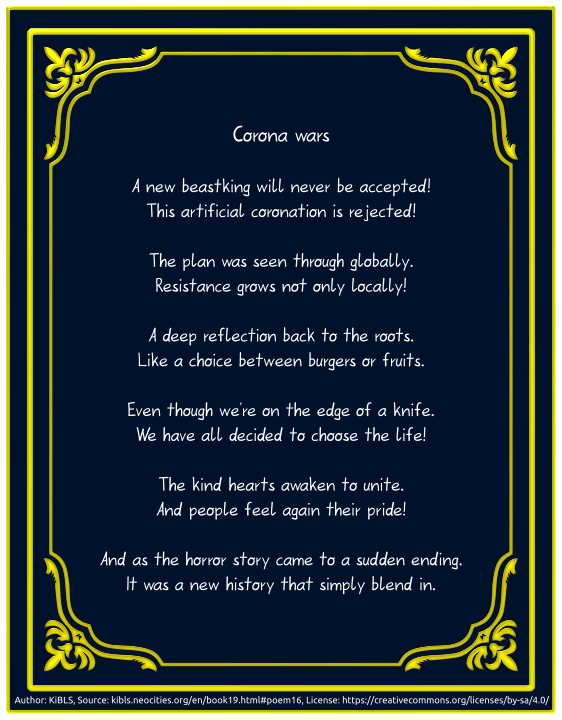 Corona wars
A new beastking will never be accepted!
This artificial coronation is rejected!
The plan was seen through globally.
Resistance grows not only locally!
A deep reflection back to the roots.
Like a choice between burgers or fruits.
Even though we're on the edge of a knife.
We have all decided to choose the life!
The kind hearts awaken to unite.
And people feel again their pride!
And as the horror story came to a sudden ending.
It was a new history that simply blend in.
Author: KiBLS, Source: kibls.neocities.org/en/book19.html#poem16, License: https://creativecommons.org/licenses/by-sa/4.0/